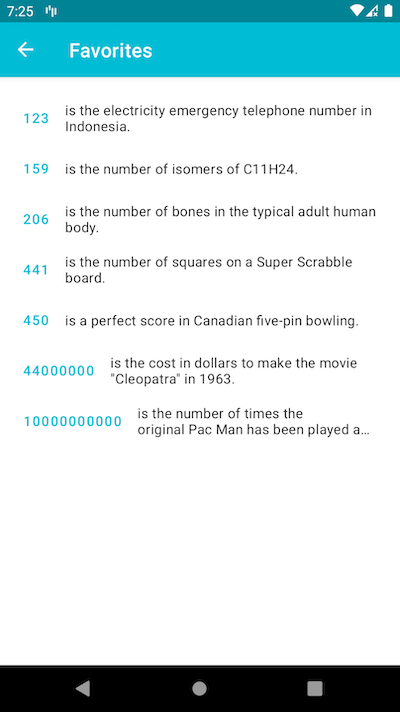 7:25
Favorites
123 is the electricity emergency telephone number in
Indonesia.
159 is the number of isomers of C11H24.
206 is the number of bones in the typical adult human
body.
441 is the number of squares on a Super Scrabble
board.
450 is a perfect score in Canadian five-pin bowling.
44000000 is the cost in dollars to make the movie
"Cleopatra" in 1963.
10000000000 is the number of times the
original Pac Man has been played a…